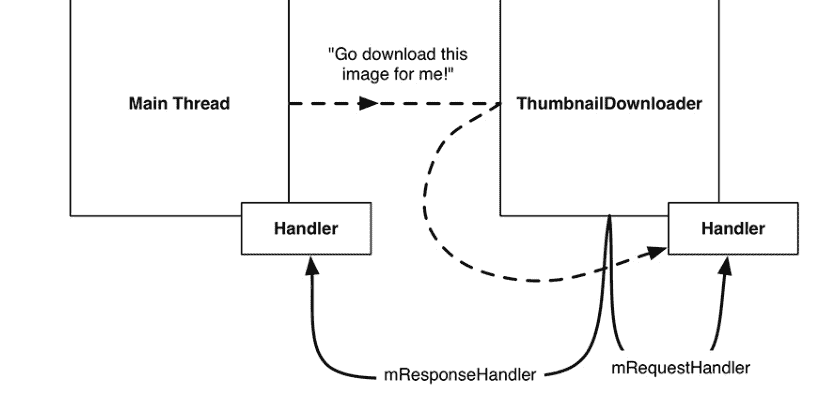 "Go download this
image for me!"
Main Thread
ThumbnailDownloader
Handler
Handler
mResponseHandler
mRequestHandler